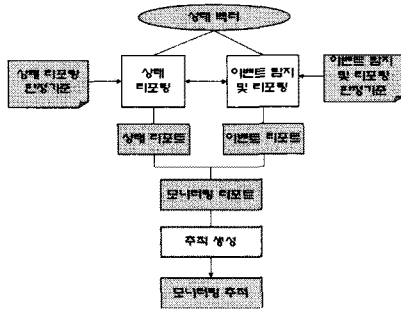 상태 벡터
상태 리포팅
판정기준
상태
리포팅
이벤트 탐지
및 리포팅
이벤트 탐지
및 리포팅
판정기준
상태 리포트
이벤트 리포트
모니터링 리포트
추적 생성
모니터링 추적